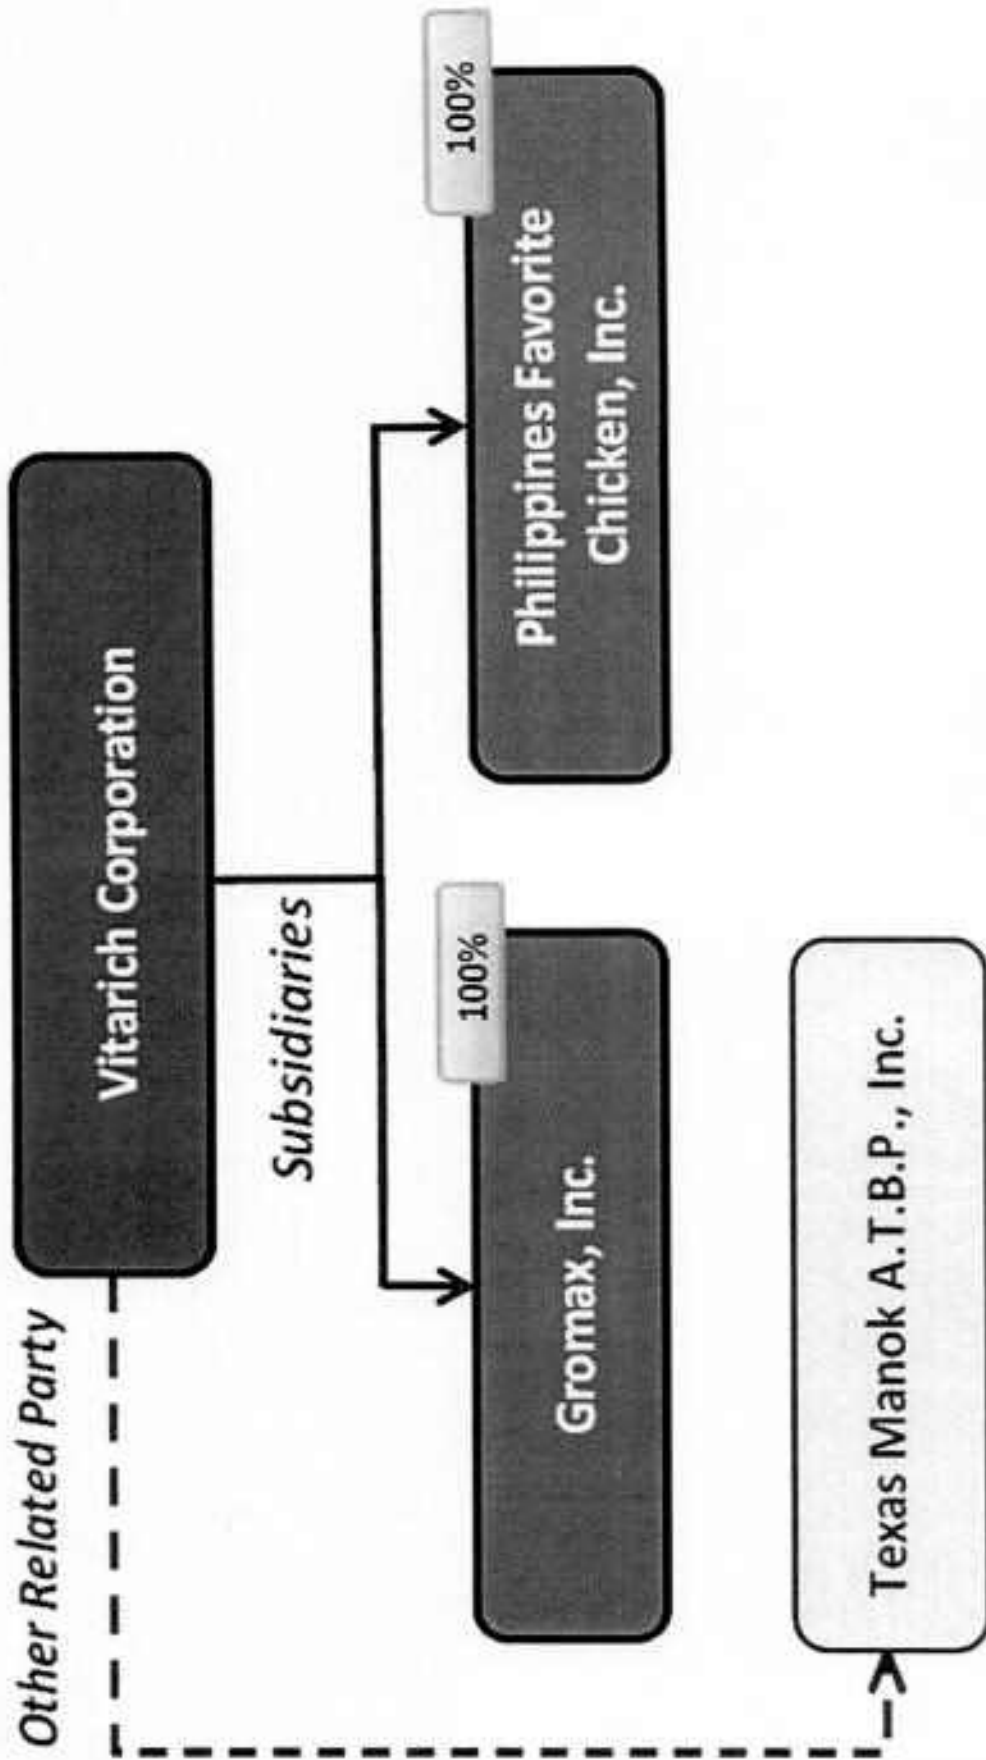 Other Related Party
Vitarich Corporation
Subsidiaries
100%
Gromax, Inc.
100%
Philippines Favorite
Chicken, Inc.
Texas Manok A.T.B.P., Inc.